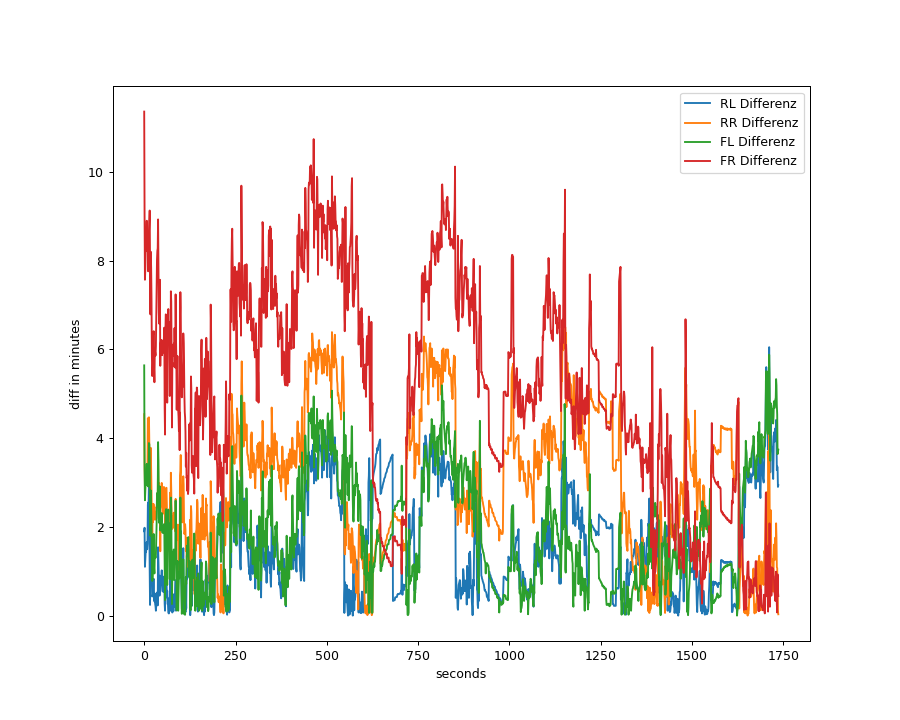 RL Differenz
RR Differenz
FL Differenz
FR Differenz
10
8
6
4
2
0
diff in minutes
0 250 500 750 1000 1250 1500 1750
seconds